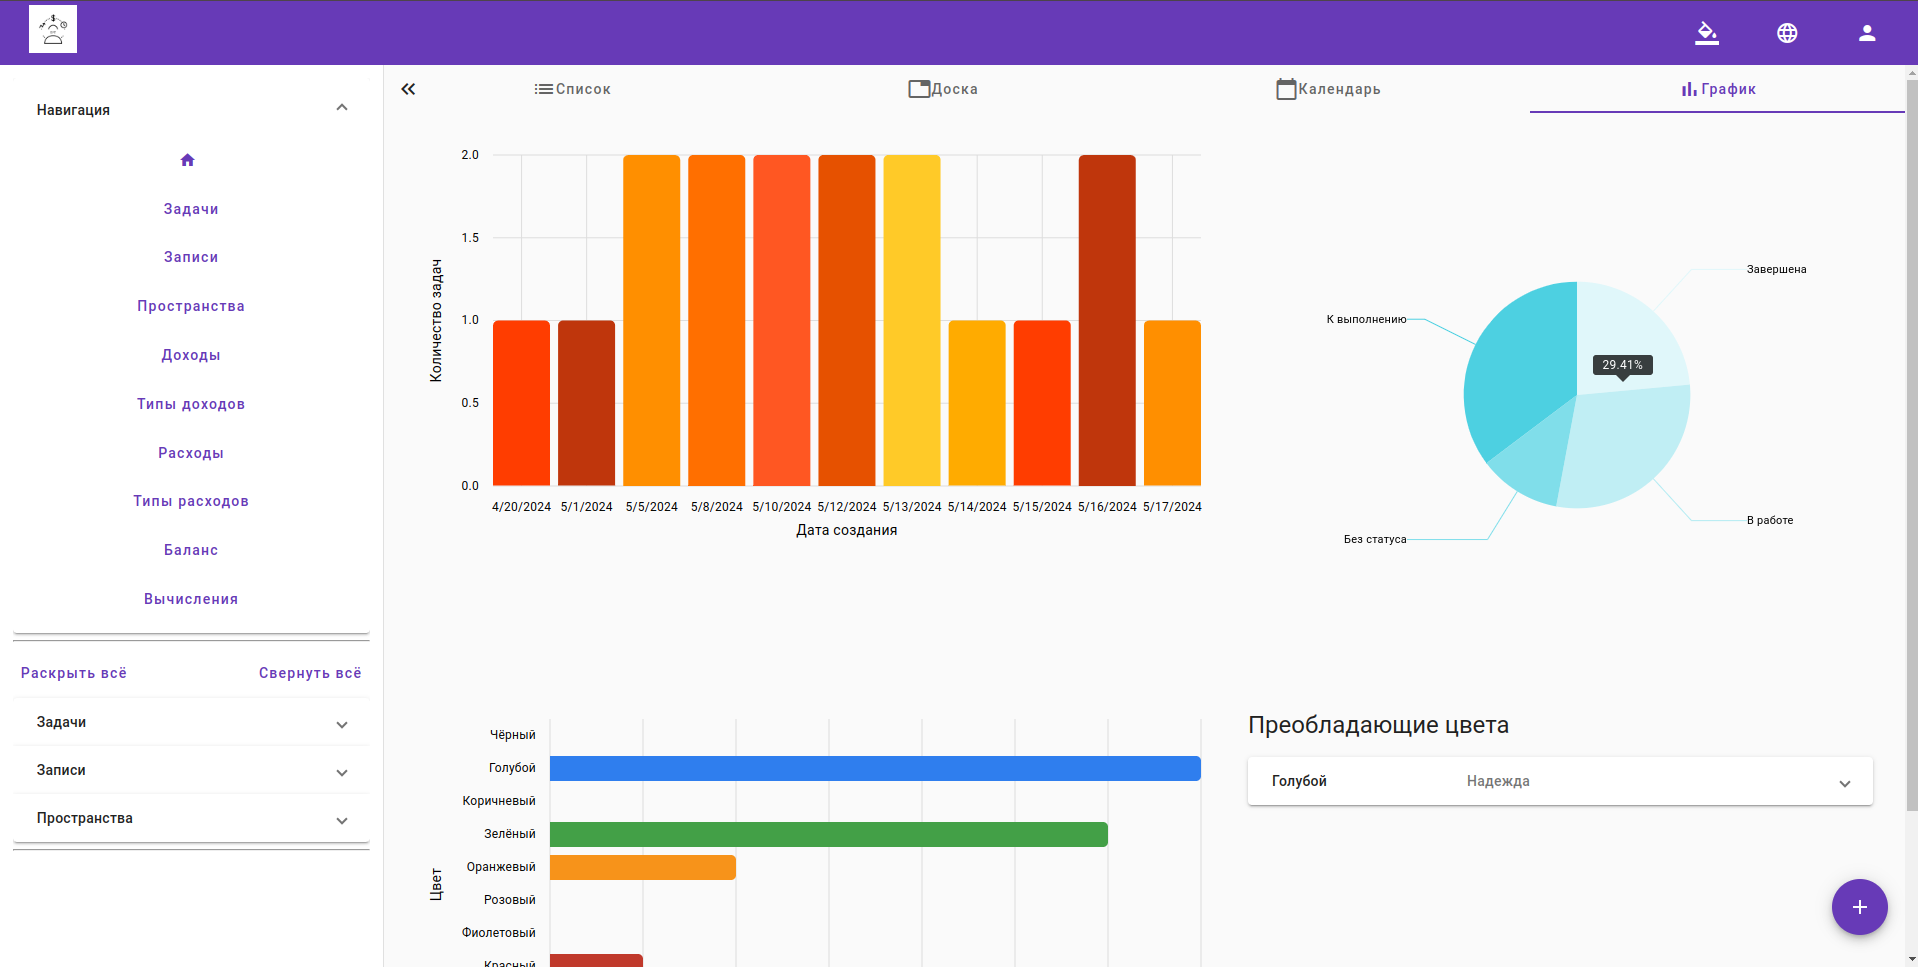 Список
Доска
Календарь
График
Навигация
Задачи
Записи
Пространства
Доходы
Типы доходов
Расходы
Типы расходов
Баланс
Вычисления
Раскрыть всё
Свернуть всё
Задачи
Записи
Пространства
Количество задач
2.0
1.5
1.0
0.5
0.0
4/20/2024 5/1/2024 5/5/2024 5/8/2024 5/10/2024 5/12/2024 5/13/2024 5/14/2024 5/15/2024 5/16/2024 5/17/2024
Дата создания
Завершена
К выполнению
29.41%
В работе
Без статуса
Цвет
Чёрный
Голубой
Коричневый
Зелёный
Оранжевый
Розовый
Фиолетовый
Красный
Преобладающие цвета
Голубой Надежда